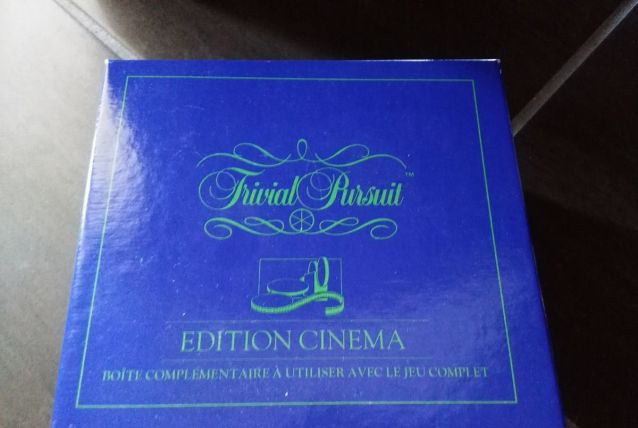 Trivial Pursuit™
EDITION CINEMA
BOÎTE COMPLÉMENTAIRE À UTILISER AVEC LE JEU COMPLET